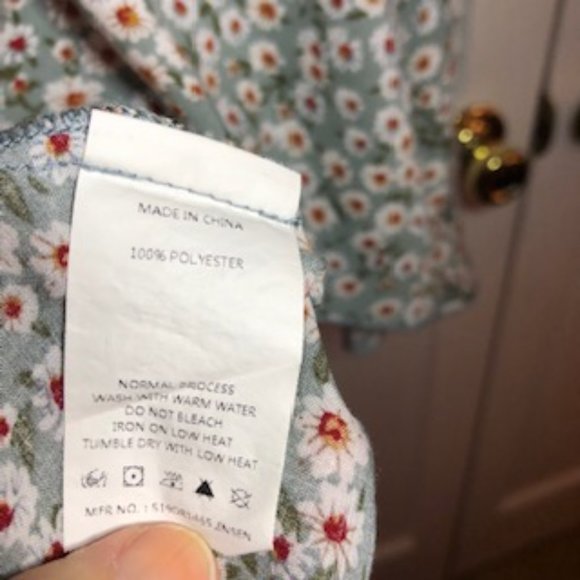 MADE IN CHINA
100% POLYESTER
NORMAL PROCESS
WASH WITH WARM WATER
DO NOT BLEACH
IRON ON LOW HEAT
TUMBLE DRY WITH LOW HEAT
MFR NO. :